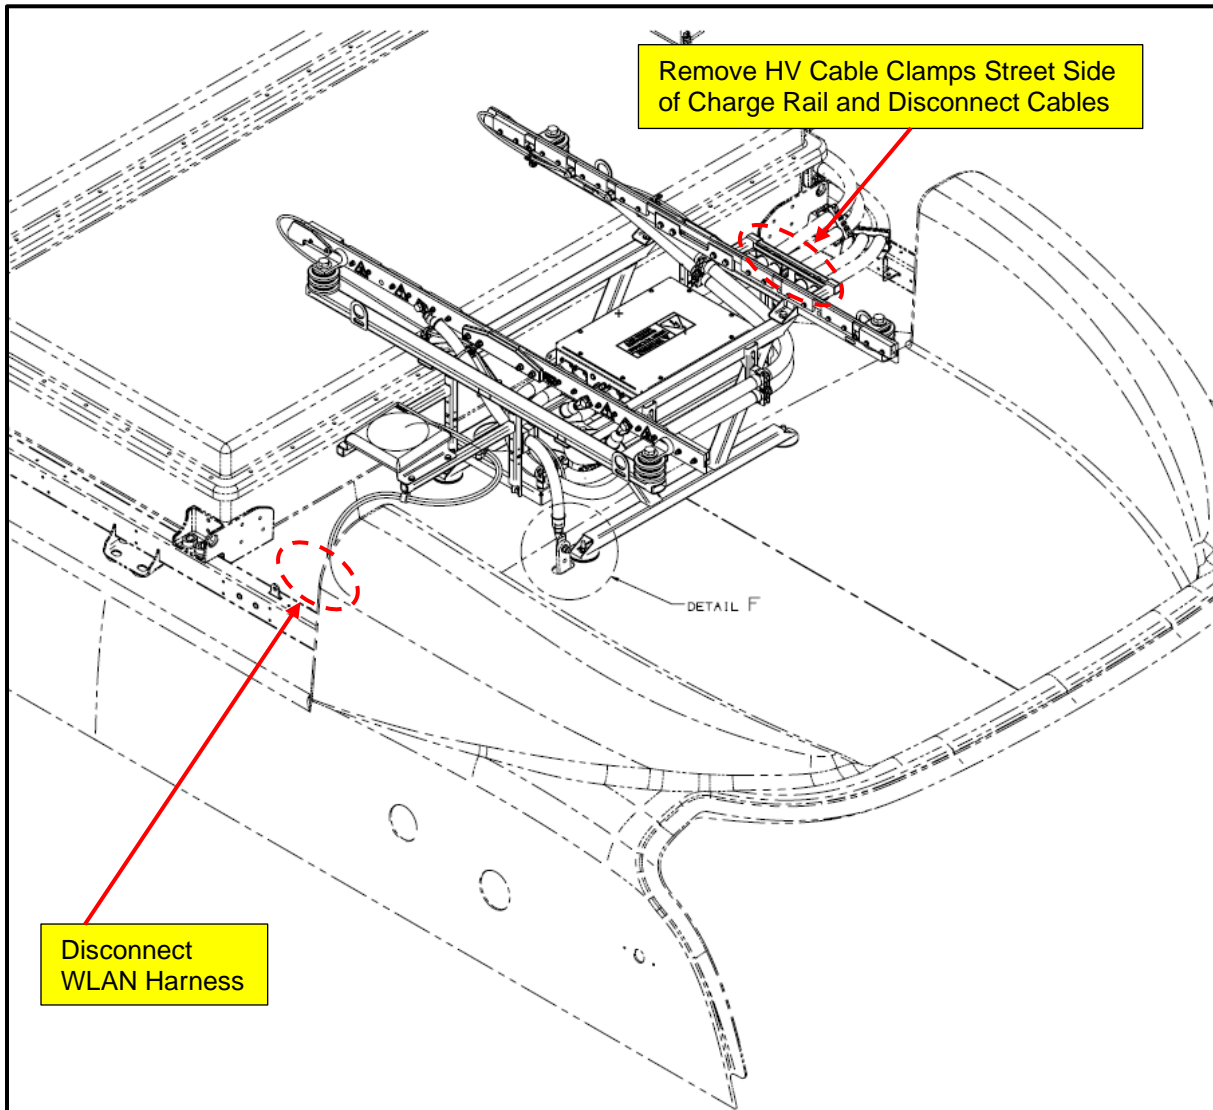 Remove HV Cable Clamps Street Side
of Charge Rail and Disconnect Cables
DETAIL F
Disconnect
WLAN Harness